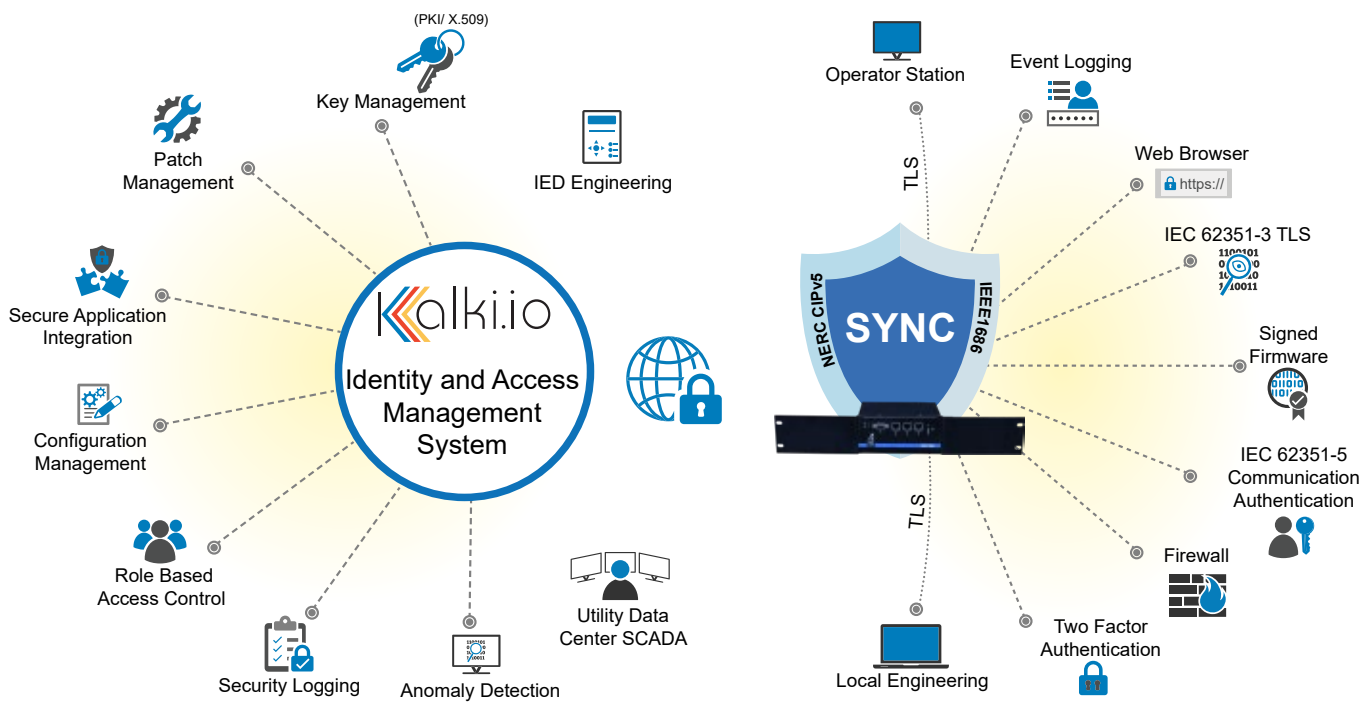 (PKI/ X.509)
Key Management
Patch
Management
IED Engineering
Secure Application
Integration
Kalki.io
Identity and Access
Management
System
Configuration
Management
Role Based
Access Control
Security Logging
Anomaly Detection
Utility Data
Center SCADA
Operator Station
Event Logging
TLS
Web Browser
https://
IEC 62351-3 TLS
1100101
1 10011
NERC CIPv5
SYNC
IEEE1686
Signed
Firmware
IEC 62351-5
Communication
Authentication
TLS
Firewall
Two Factor
Authentication
Local Engineering